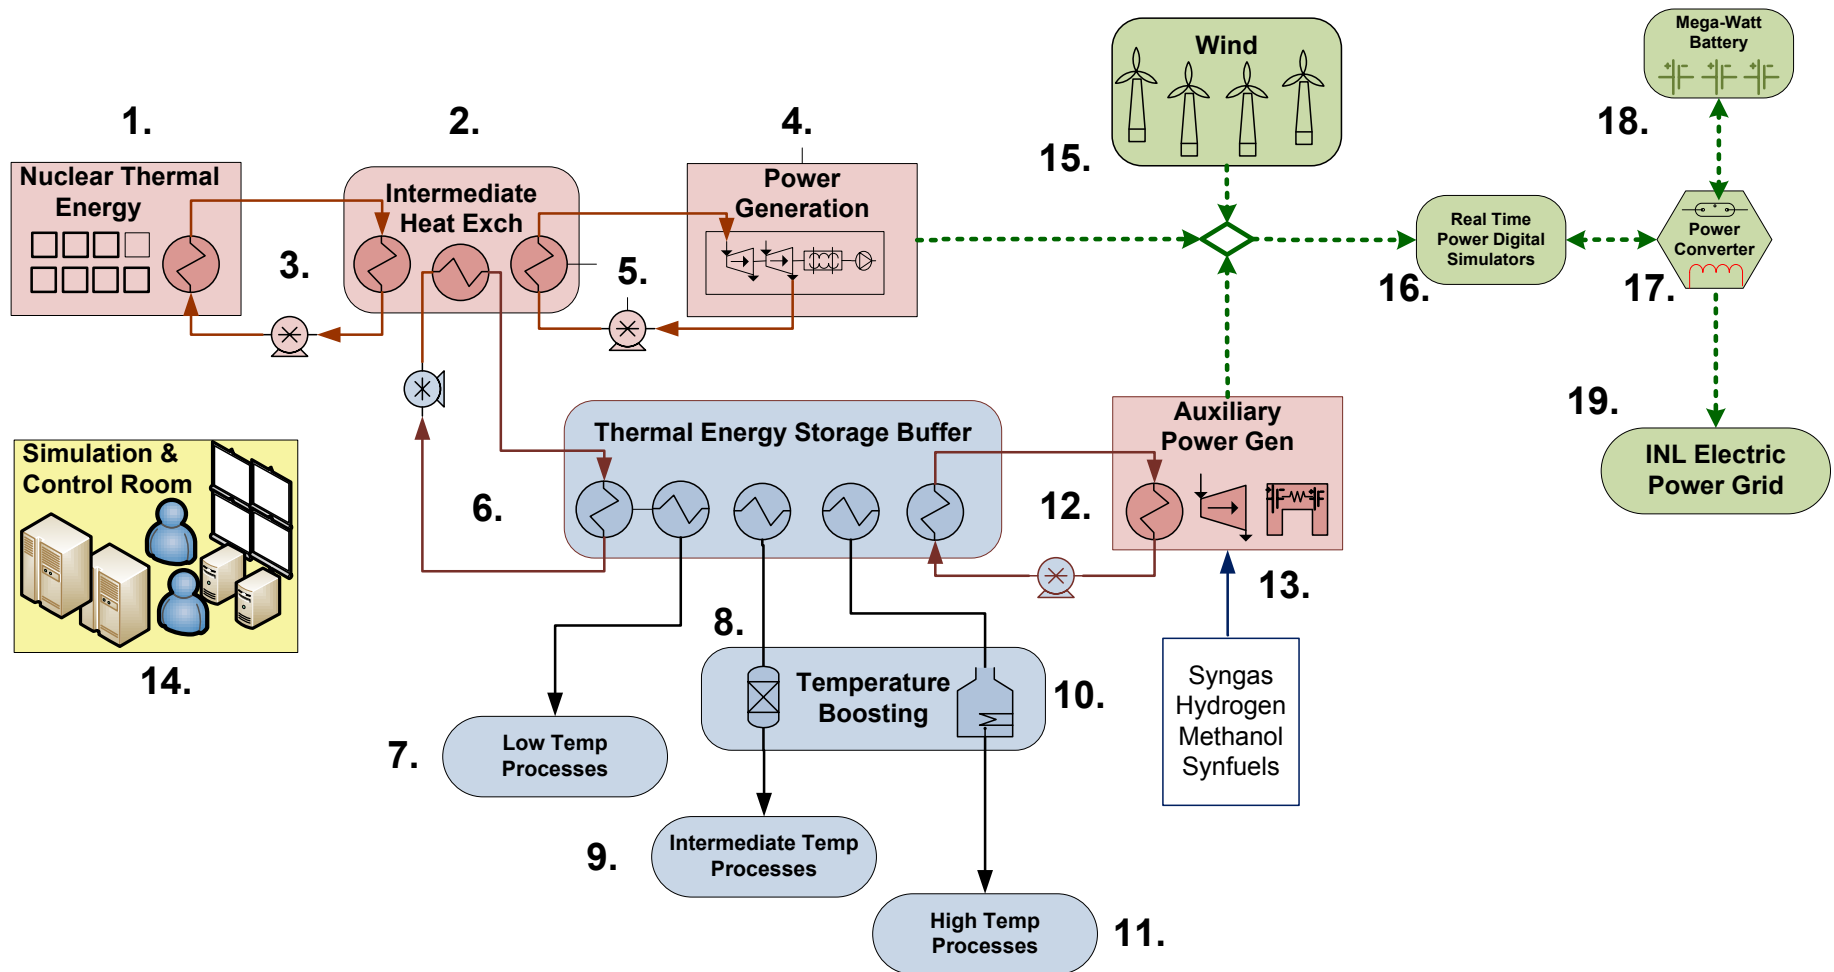 1.
2.
4.
Nuclear Thermal
Energy
3.
Intermediate
Heat Exch
5.
Power
Generation
15.
Wind
Mega-Watt
Battery
18.
Real Time
Power Digital
Simulators
16.
Power
Converter
17.
19.
INL Electric
Power Grid
Simulation &
Control Room
14.
6.
Thermal Energy Storage Buffer
12.
Auxiliary
Power Gen
13.
Syngas
Hydrogen
Methanol
Synfuels
8.
Temperature
Boosting
10.
7.
Low Temp
Processes
9.
Intermediate Temp
Processes
High Temp
Processes
11.